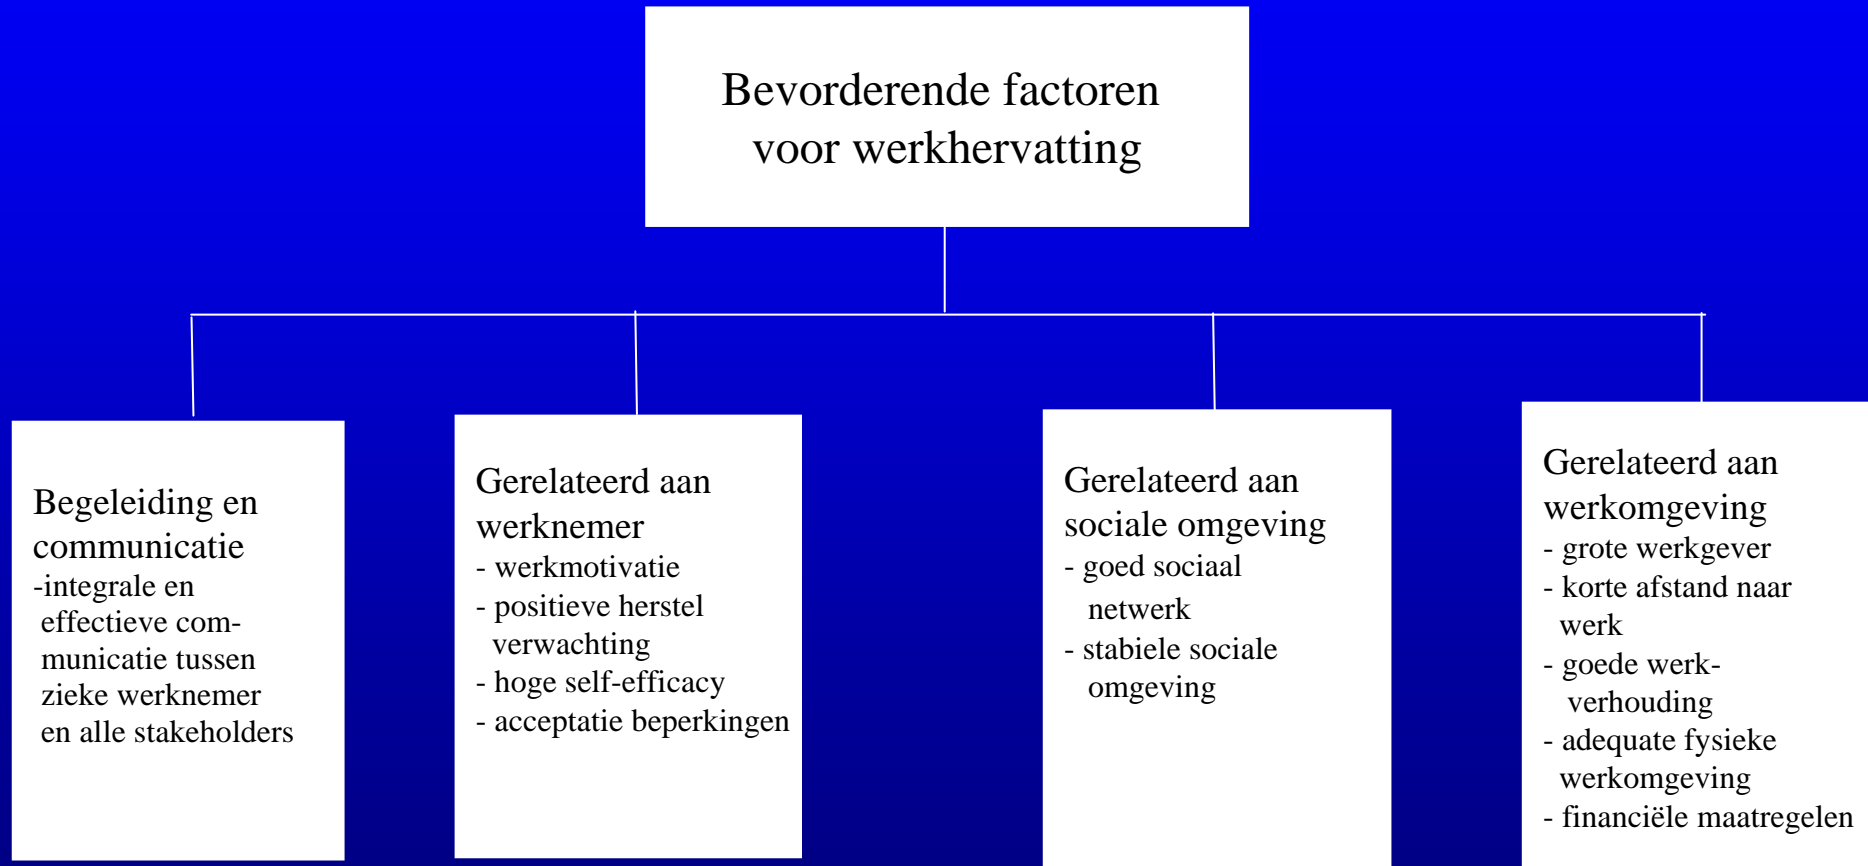 Bevorderende factoren
voor werkhervatting
Begeleiding en
communicatie
-integrale en
effectieve com-
municatie tussen
zieke werknemer
en alle stakeholders
Gerelateerd aan
werknemer
- werkmotivatie
- positieve herstel
verwachting
- hoge self-efficacy
- acceptatie beperkingen
Gerelateerd aan
sociale omgeving
- goed sociaal
netwerk
- stabiele sociale
omgeving
Gerelateerd aan
werkomgeving
- grote werkgever
- korte afstand naar
werk
- goede werk-
verhouding
- adequate fysieke
werkomgeving
- financiële maatregelen